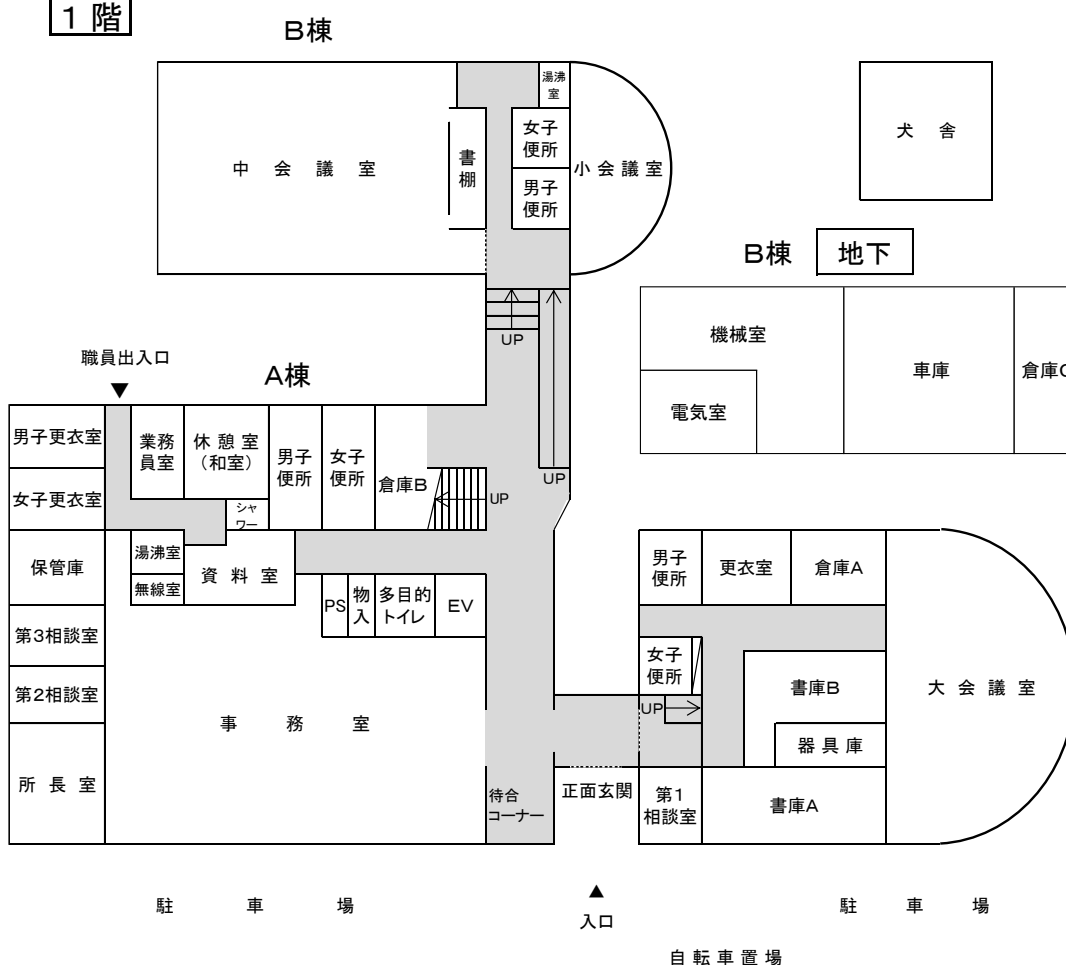 1階
B棟
湯沸
室
女子
便所
男子
便所
中会議室
書
棚
小会議室
犬舎
B棟
地下
機械室
電気室
車庫
倉庫C
UP
UP
職員出入口
▼
A棟
男子更衣室
女子更衣室
業務
員室
休憩室
(和室)
シャ
ワー
男子
便所
女子
便所
倉庫B
UP
保管庫
湯沸室
無線室
資料室
PS
物
入
多目的
トイレ
EV
第3相談室
第2相談室
所長室
事務室
待合
コーナー
正面玄関
男子
便所
更衣室
倉庫A
女子
便所
UP
書庫B
器具庫
大会議室
第1
相談室
書庫A
駐車場
▲
入口
駐車場
自転車置場